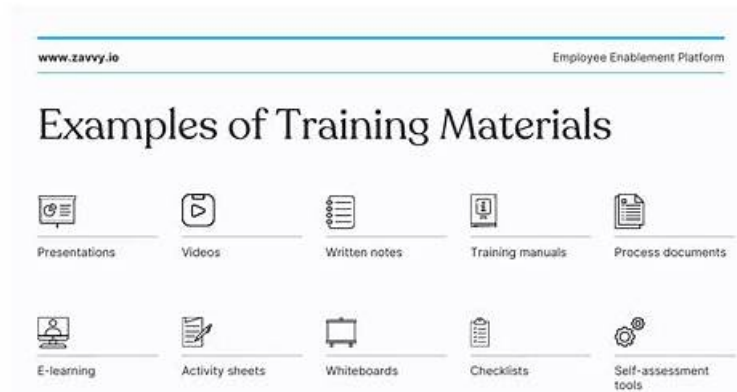 www.zavvy.io
Employee Enablement Platform
Examples of Training Materials
Presentations
Videos
Written notes
Training manuals
Process documents
E-learning
Activity sheets
Whiteboards
Checklists
Self-assessment
tools